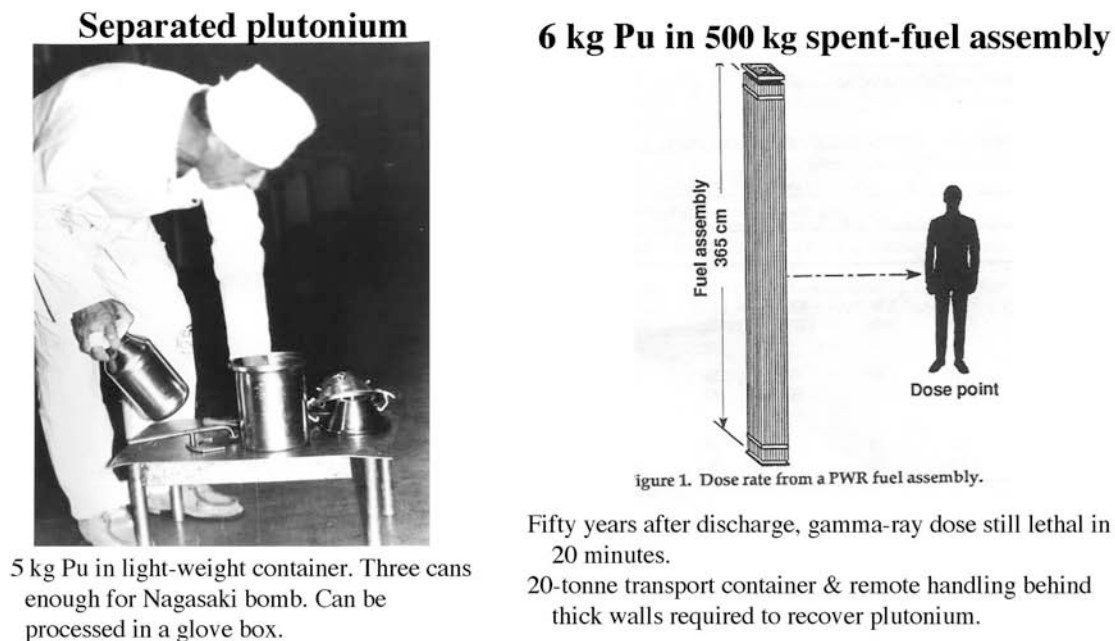 Separated plutonium
5 kg Pu in light-weight container. Three cans
enough for Nagasaki bomb. Can be
processed in a glove box.
6 kg Pu in 500 kg spent-fuel assembly
Fuel assembly
365 cm
Dose point
igure 1. Dose rate from a PWR fuel assembly.
Fifty years after discharge, gamma-ray dose still lethal in
20 minutes.
20-tonne transport container & remote handling behind
thick walls required to recover plutonium.